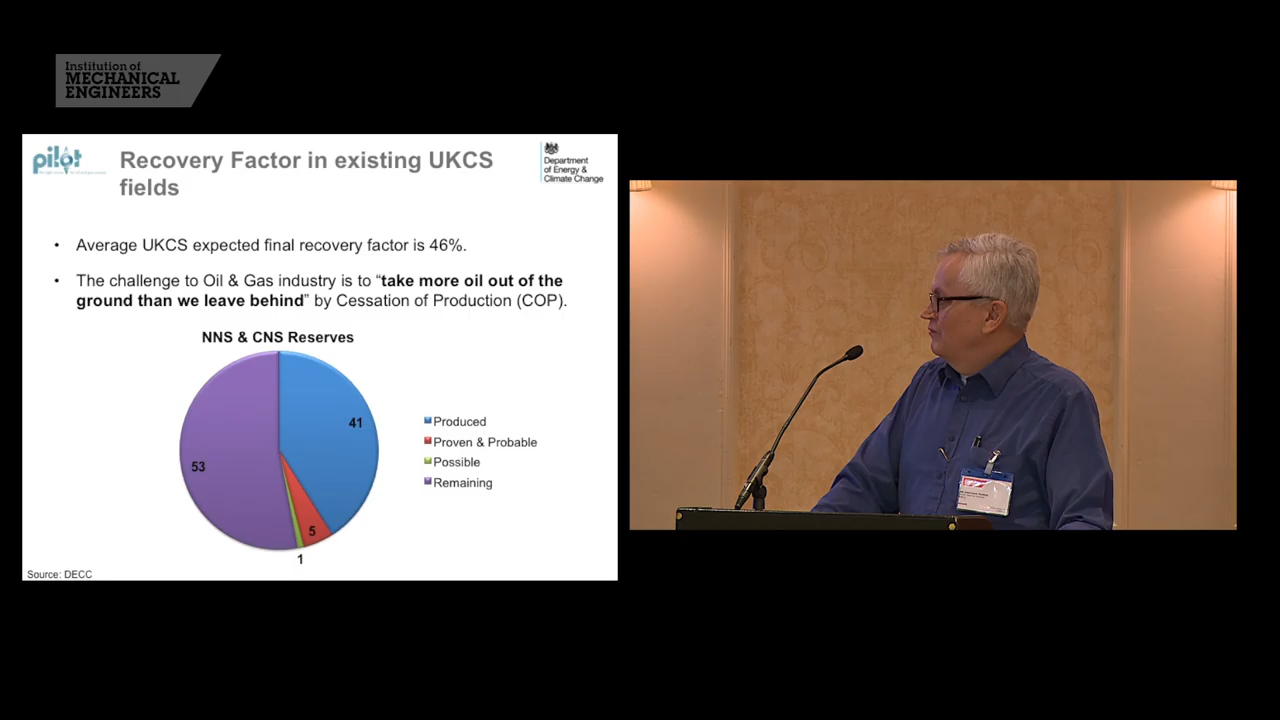 Institution of
MECHANICAL
ENGINEERS
pilot
Recovery Factor in existing UKCS
fields
Department
of Energy &
Climate Change
• Average UKCS expected final recovery factor is 46%.
• The challenge to Oil & Gas industry is to “take more oil out of the
ground than we leave behind” by Cessation of Production (COP).
NNS & CNS Reserves
41
53
5
1
Produced
Proven & Probable
Possible
Remaining
Source: DECC